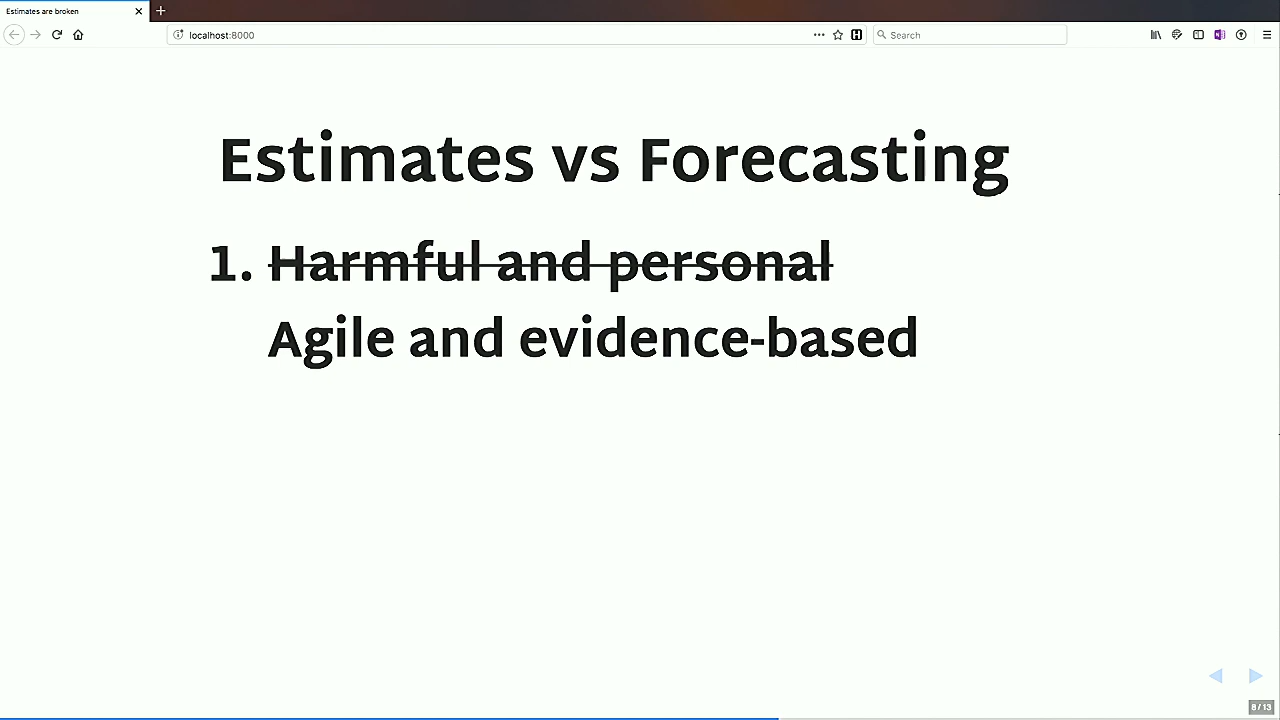 Estimates are broken
localhost:8000
Search
Estimates vs Forecasting
1. Harmful and personal
Agile and evidence-based
8 / 13